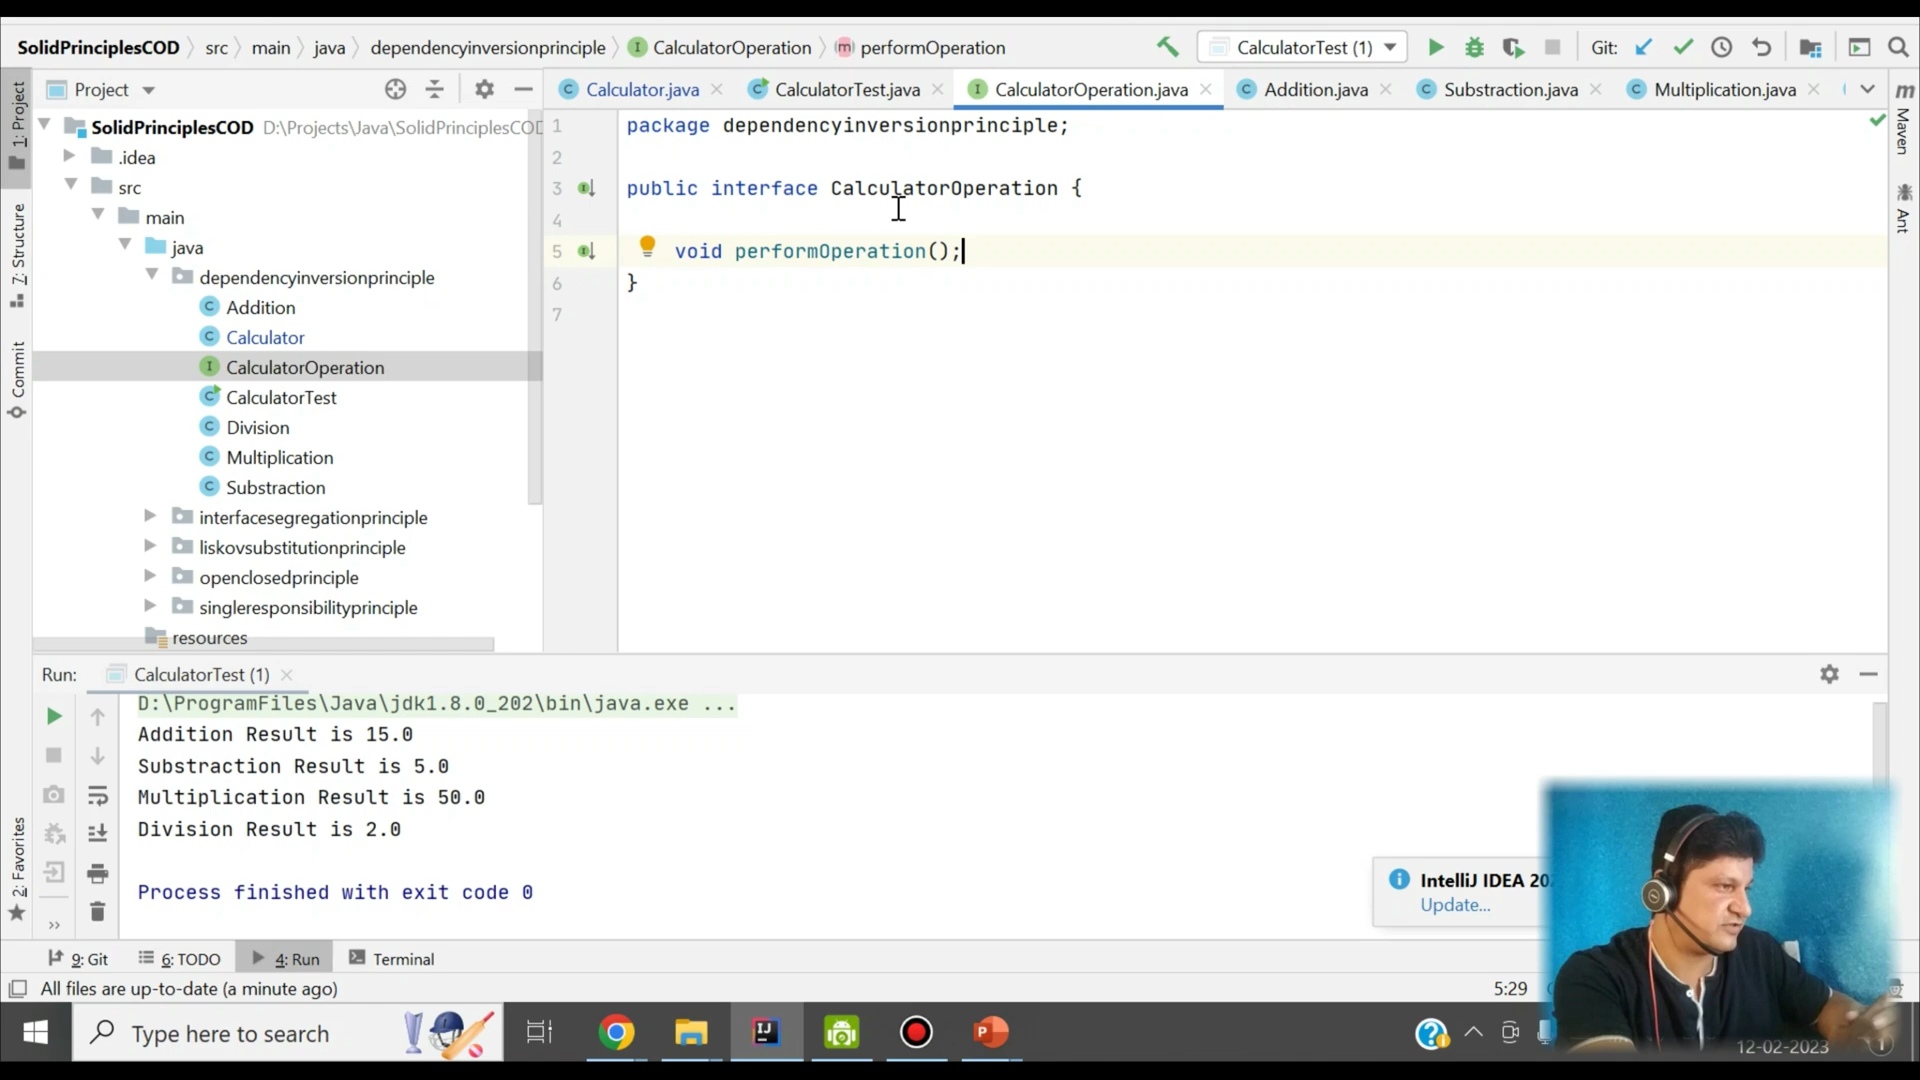 SolidPrinciplesCOD src main java dependencyinversionprinciple I CalculatorOperation m performOperation CalculatorTest (1) Git:
Project
C Calculator.java C CalculatorTest.java I CalculatorOperation.java C Addition.java C Substraction.java C Multiplication.java
m Maven
Ant
1: Project
7: Structure
Commit
2: Favorites
SolidPrinciplesCOD D:\Projects\Java\SolidPrinciplesCOD
.idea
src
main
java
dependencyinversionprinciple
C Addition
C Calculator
I CalculatorOperation
C CalculatorTest
C Division
C Multiplication
C Substraction
interfacesegregationprinciple
liskovsubstitutionprinciple
openclosedprinciple
singleresponsibilityprinciple
resources
1 package dependencyinversionprinciple;
2
3 public interface CalculatorOperation {
4
5 void performOperation();
6 }
7
Run: CalculatorTest (1)
D:\ProgramFiles\Java\jdk1.8.0_202\bin\java.exe ...
Addition Result is 15.0
Substraction Result is 5.0
Multiplication Result is 50.0
Division Result is 2.0
Process finished with exit code 0
IntelliJ IDEA
Update...
9: Git 6: TODO 4: Run Terminal
All files are up-to-date (a minute ago) 5:29
Type here to search
IJ
P
12-02-2023 1